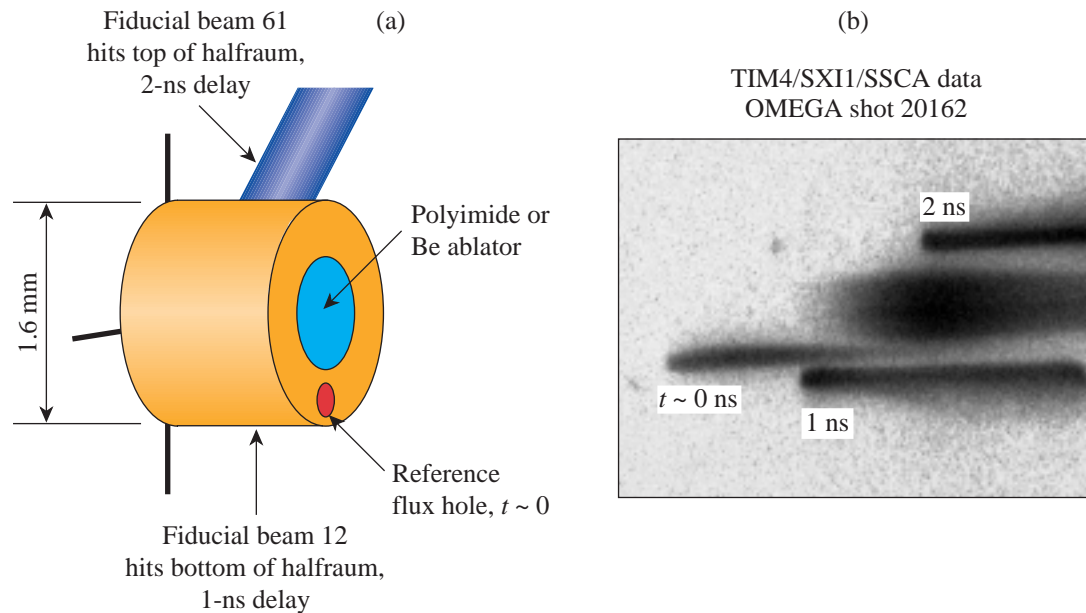 (a)
Fiducial beam 61
hits top of halfraum,
2-ns delay
1.6 mm
Polyimide or
Be ablator
Reference
flux hole, t ~ 0
Fiducial beam 12
hits bottom of halfraum,
1-ns delay
(b)
TIM4/SXI1/SSCA data
OMEGA shot 20162
2 ns
t ~ 0 ns
1 ns